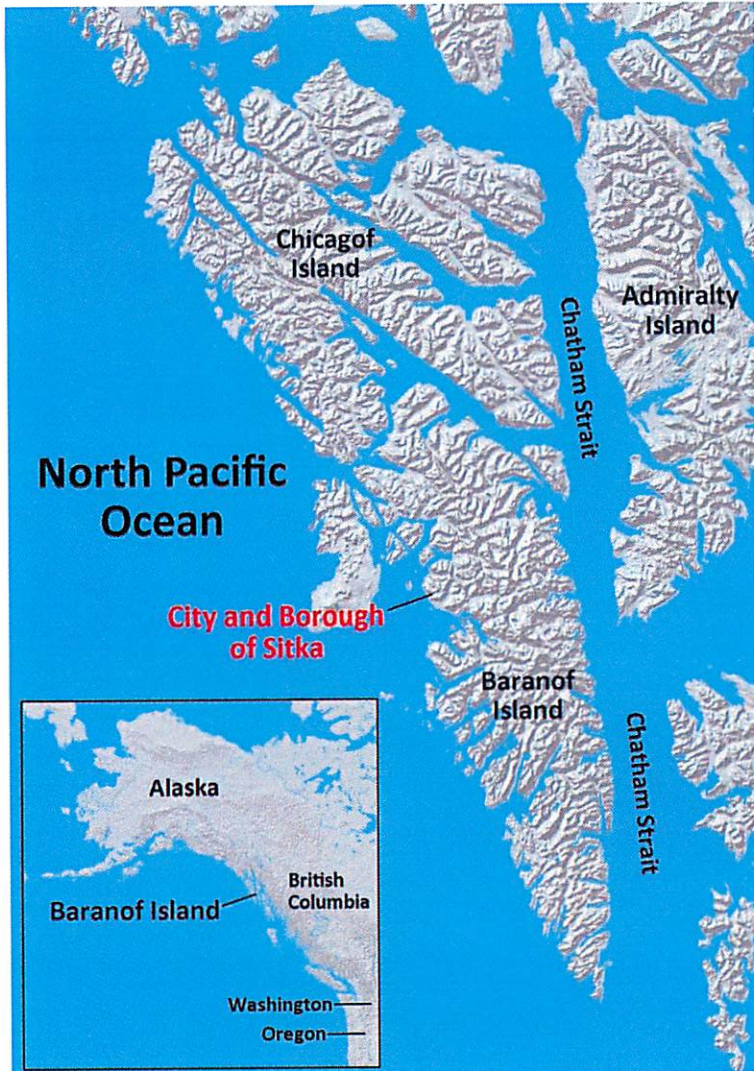 Chicagof
Island
Admiralty
Island
Chatham Strait
North Pacific
Ocean
City and Borough
of Sitka
Baranof
Island
Chatham Strait
Alaska
British
Columbia
Baranof Island
Washington
Oregon